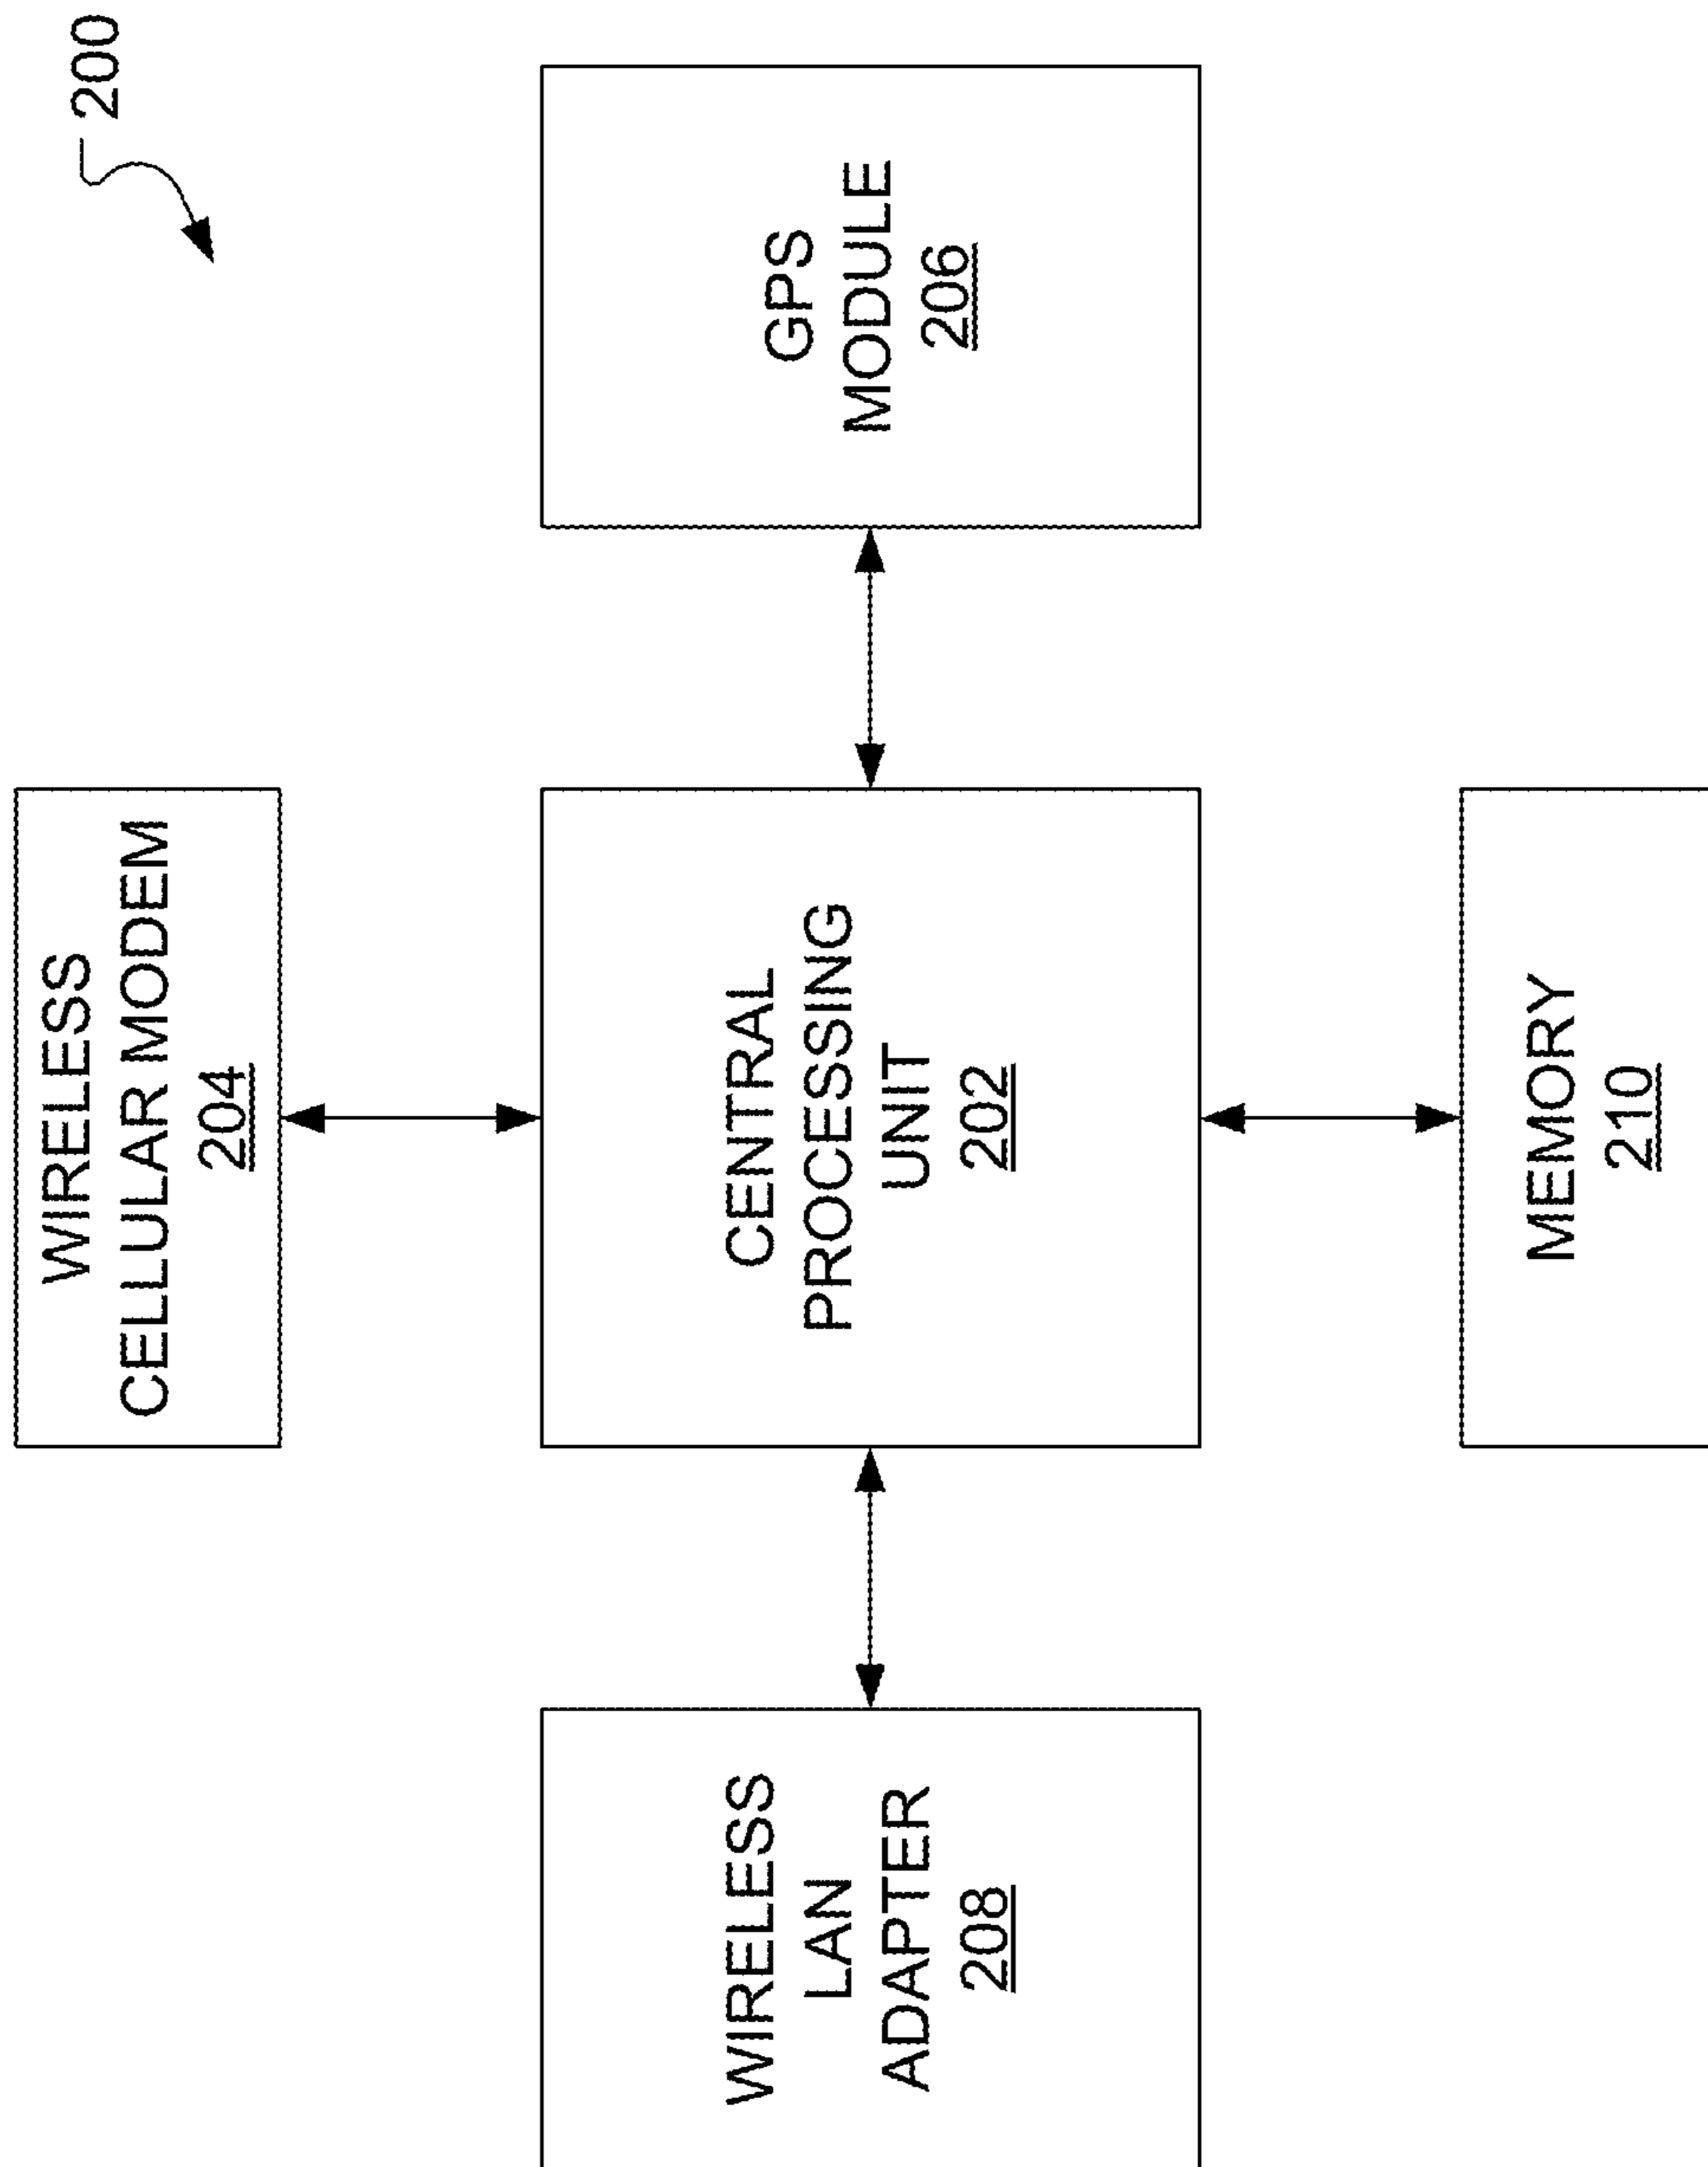 200
WIRELESS
CELLULAR MODEM
204
WIRELESS
LAN
ADAPTER
208
CENTRAL
PROCESSING
UNIT
202
GPS
MODULE
206
MEMORY
210